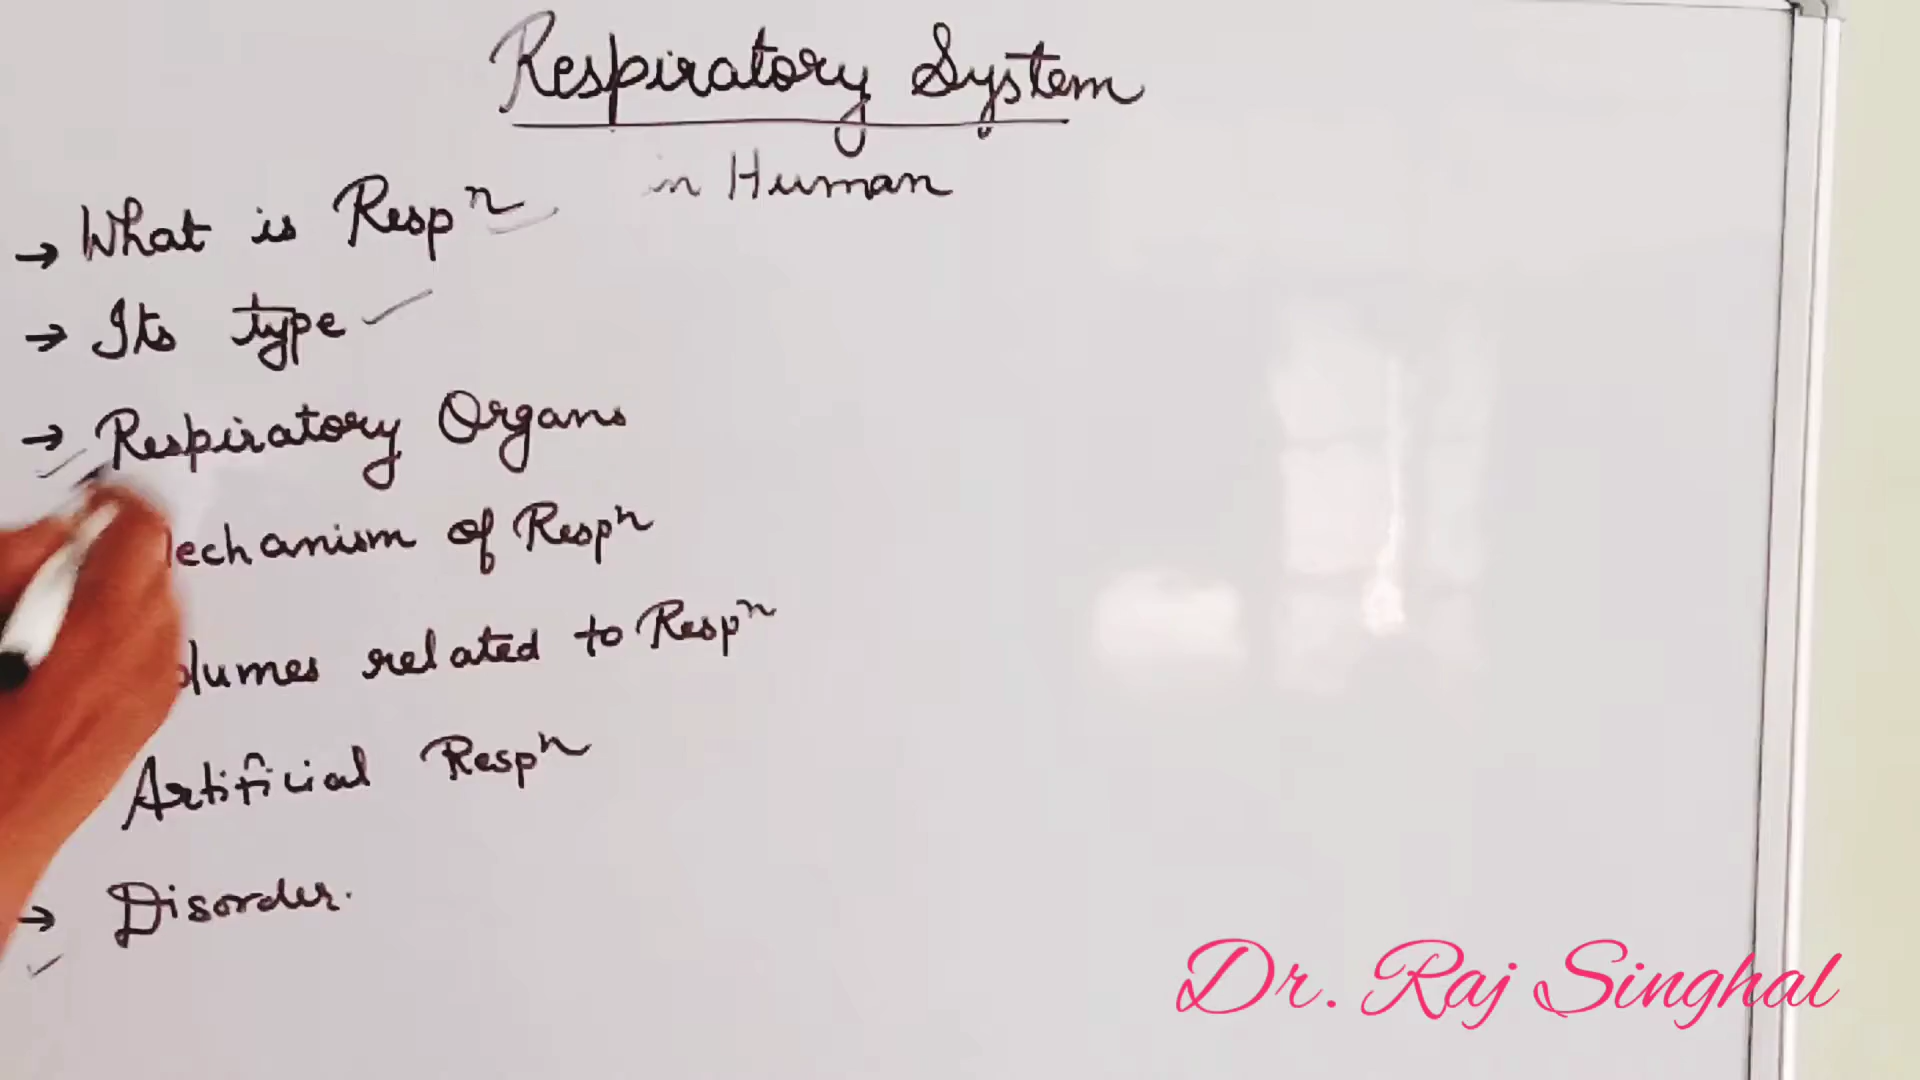 Respiratory System
in Human
→ What is Respⁿ
→ Its type ✓
→ Respiratory Organs
echanism of Respⁿ
olumes related to Respⁿ
Artificial Respⁿ
→ Disorder.
Dr. Raj Singhal